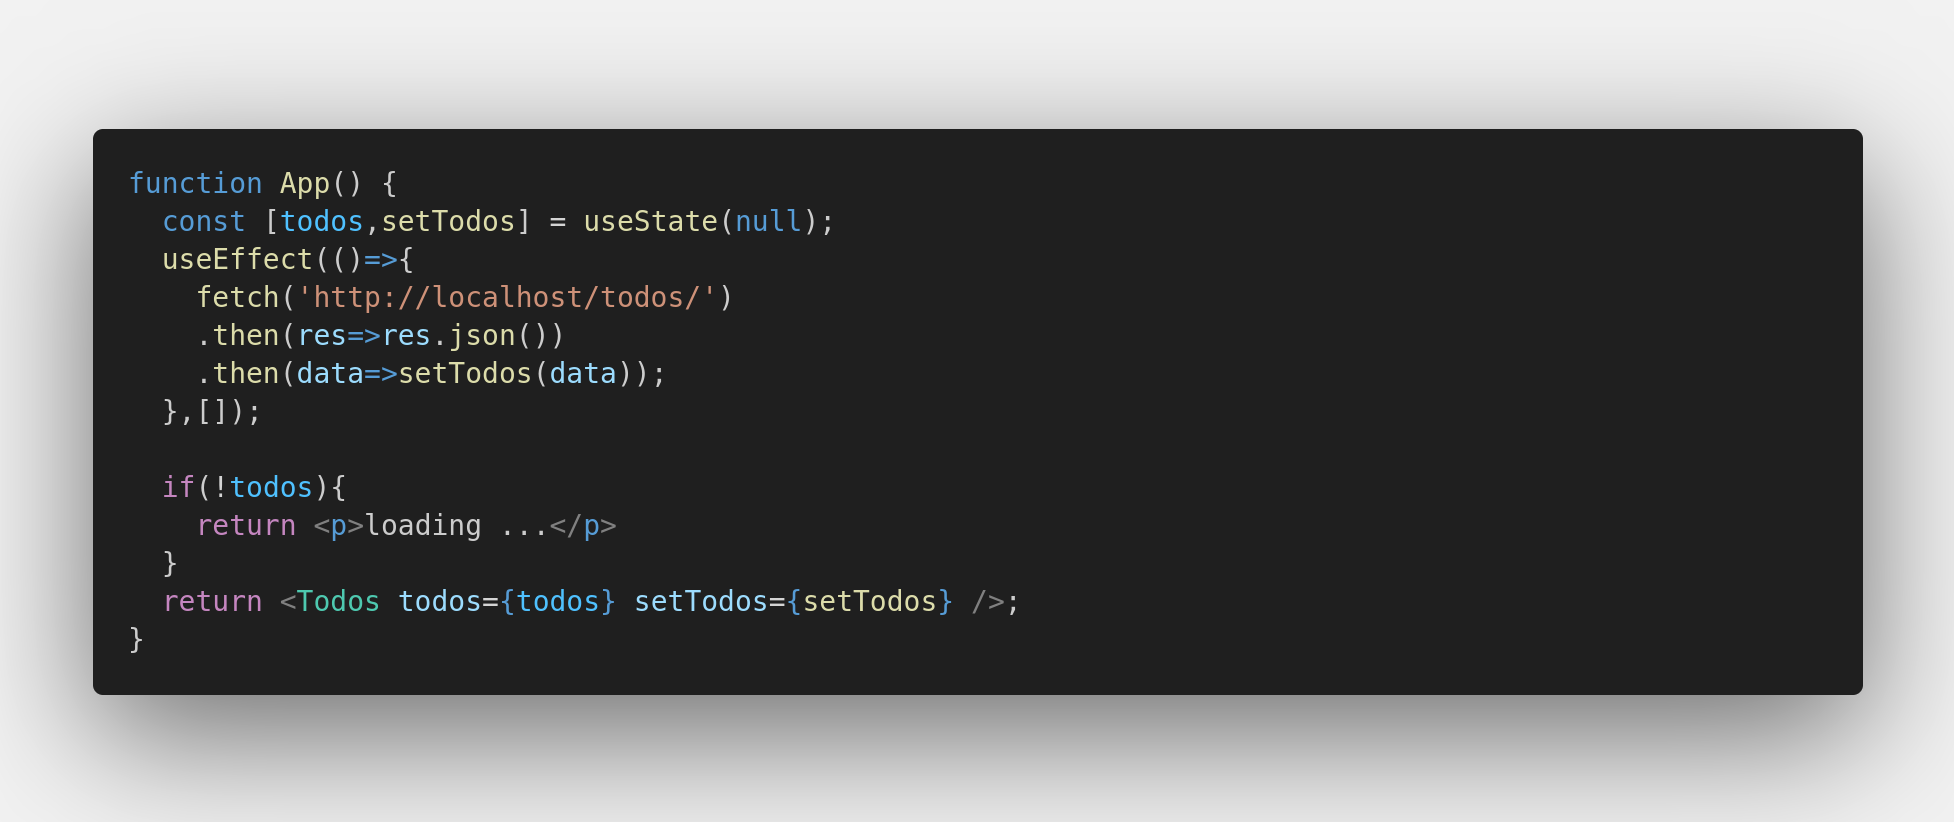 function App() {
  const [todos,setTodos] = useState(null);
  useEffect(()=>{
    fetch('http://localhost/todos/')
    .then(res=>res.json())
    .then(data=>setTodos(data));
  },[]);

  if(!todos){
    return <p>loading ...</p>
  }
  return <Todos todos={todos} setTodos={setTodos} />;
}